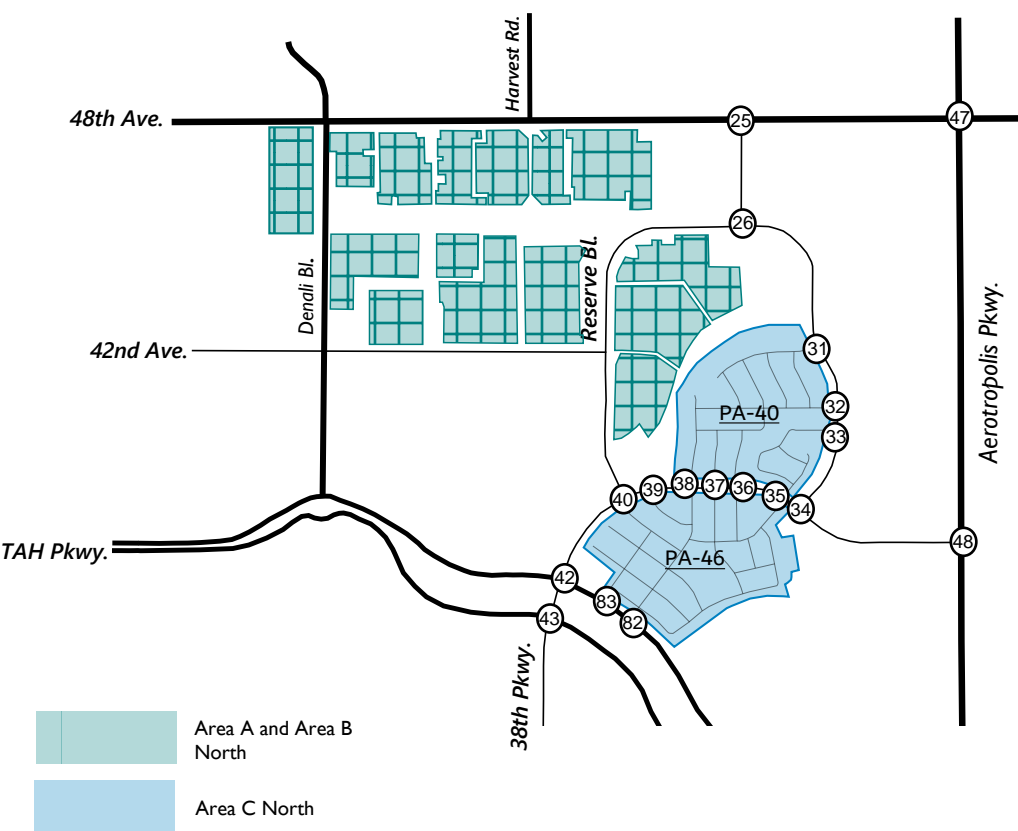 Harvest Rd.
48th Ave.
25
47
26
Reserve Bl.
Denali Bl.
Aerotropolis Pkwy.
42nd Ave.
31
32
PA-40
33
38
37
36
39
35
40
34
TAH Pkwy.
48
PA-46
42
83
43
82
38th Pkwy.
Area A and Area B
North
Area C North